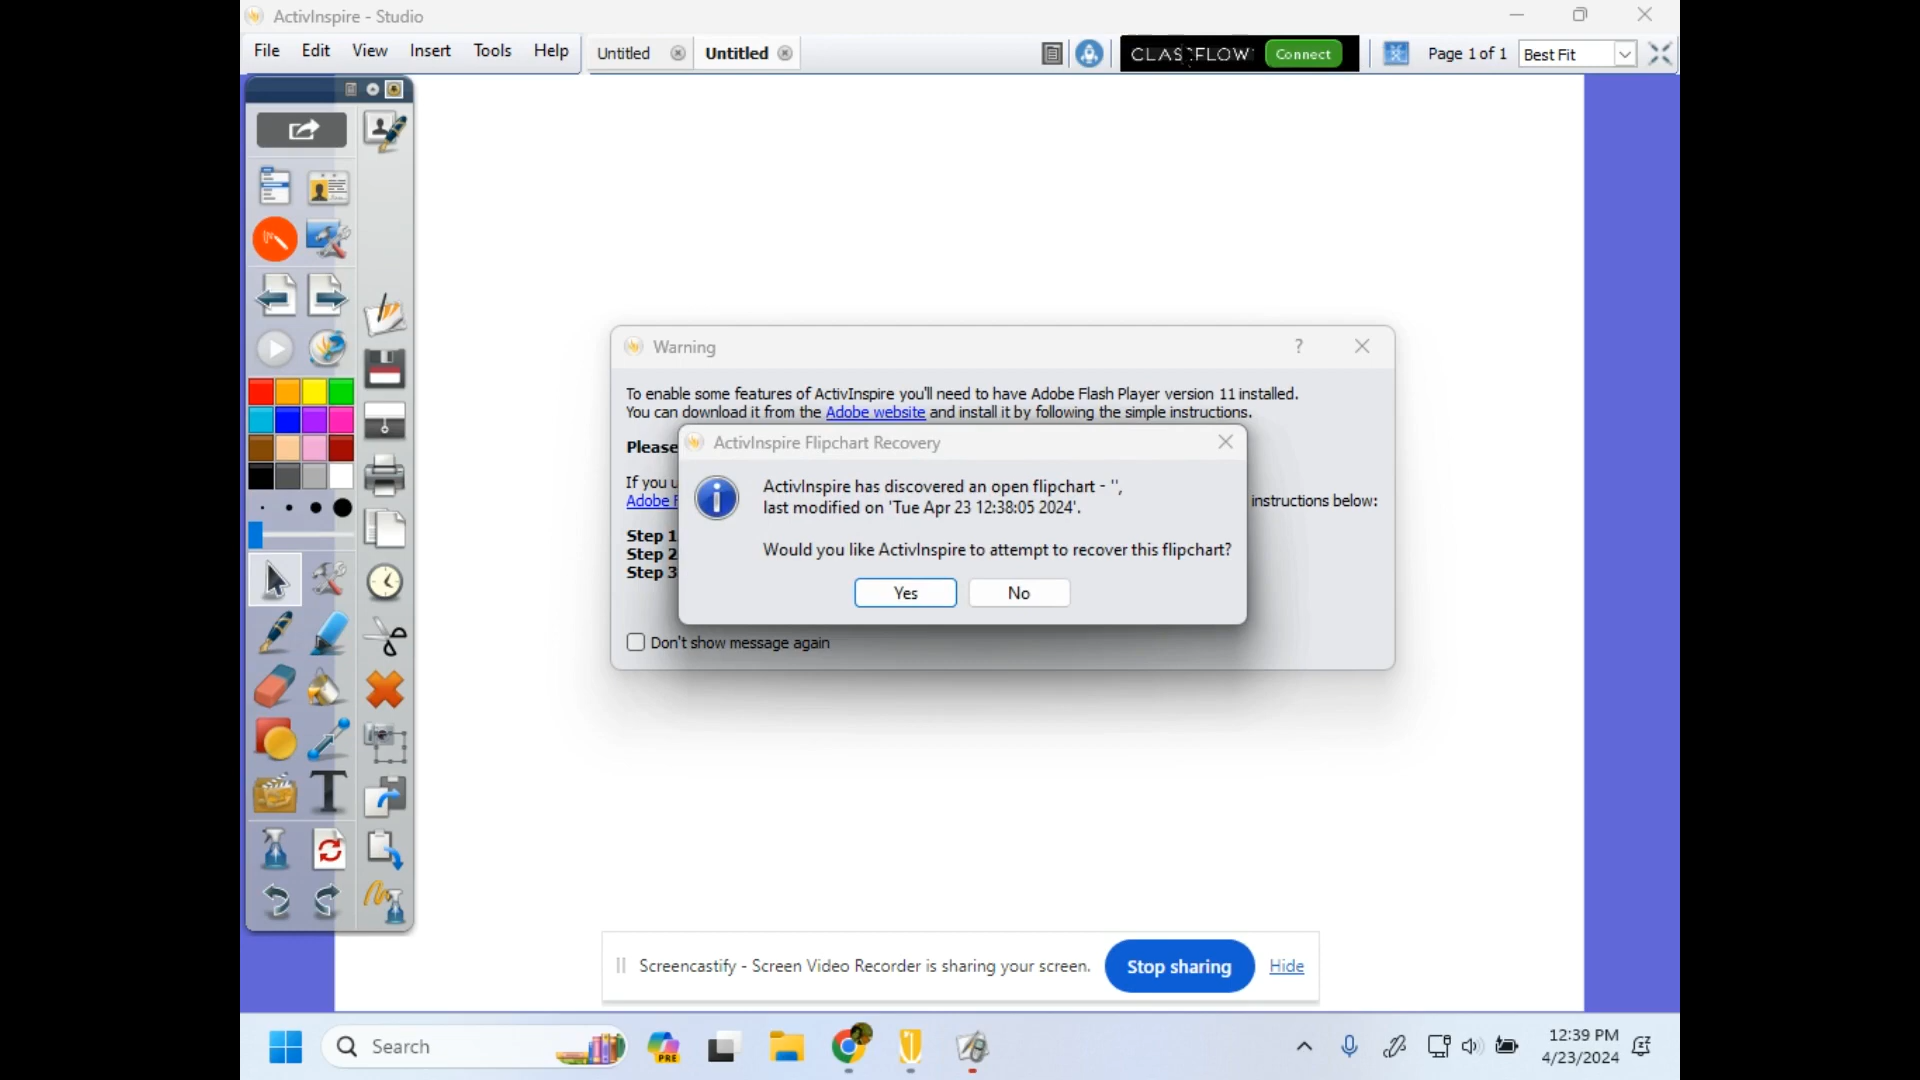 ActivInspire - Studio
File Edit View Insert Tools Help
Untitled Untitled
CLASSFLOW Connect
Page 1 of 1 Best Fit
Warning
To enable some features of ActivInspire you'll need to have Adobe Flash Player version 11 installed.
You can download it from the Adobe website and install it by following the simple instructions.
Please
If you u
Adobe F instructions below:
Step 1
Step 2
Step 3
Don't show message again
ActivInspire Flipchart Recovery
ActivInspire has discovered an open flipchart - '',
last modified on 'Tue Apr 23 12:38:05 2024'.
Would you like ActivInspire to attempt to recover this flipchart?
Yes No
Screencastify - Screen Video Recorder is sharing your screen. Stop sharing Hide
Search
PRE
12:39 PM
4/23/2024